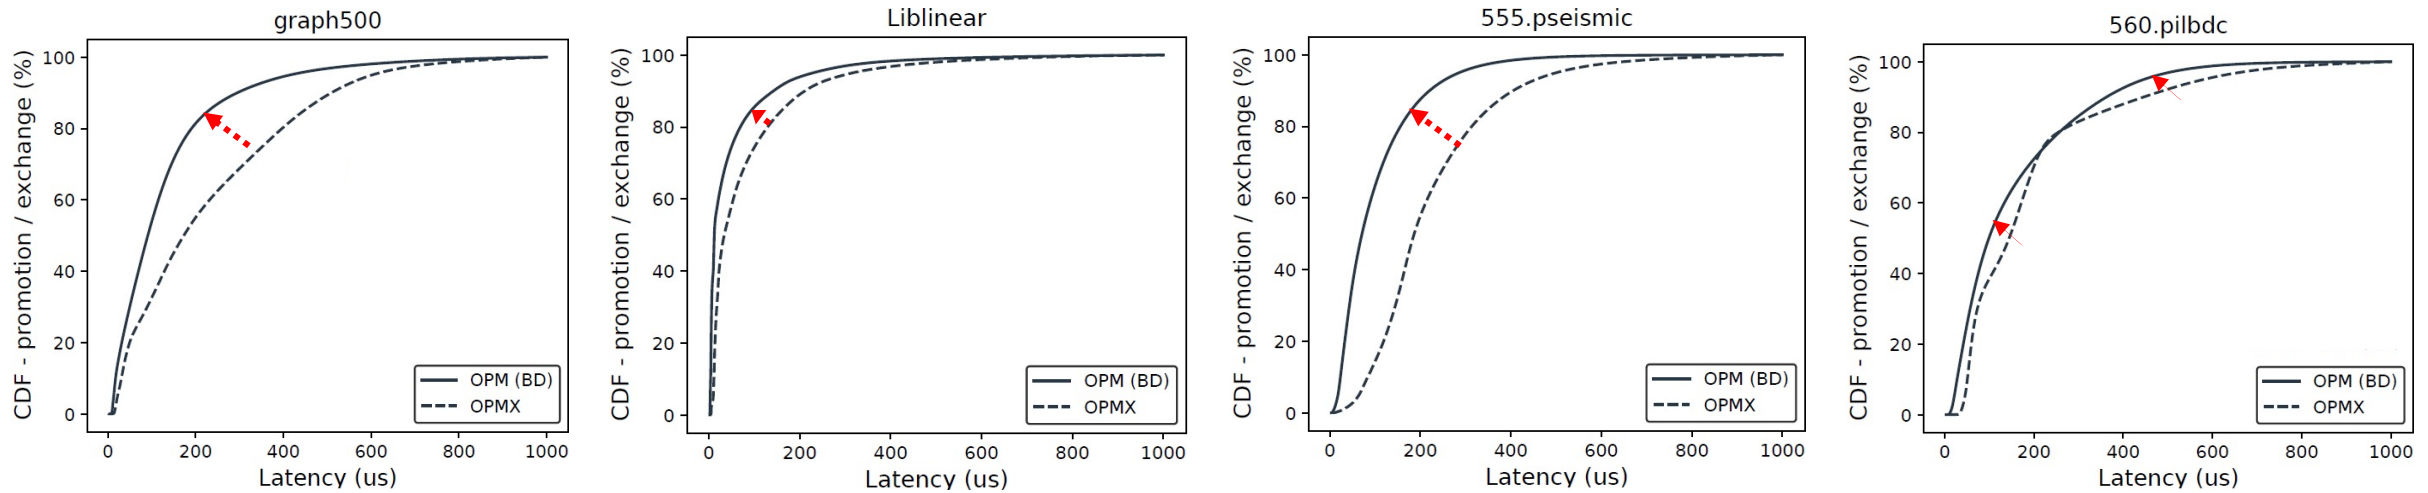 graph500
CDF - promotion / exchange (%)
100
80
60
40
20
0
0 200 400 600 800 1000
Latency (us)
OPM (BD)
OPMX
Liblinear
CDF - promotion / exchange (%)
100
80
60
40
20
0
0 200 400 600 800 1000
Latency (us)
OPM (BD)
OPMX
555.pseismic
CDF - promotion / exchange (%)
100
80
60
40
20
0
0 200 400 600 800 1000
Latency (us)
OPM (BD)
OPMX
560.pilbdc
CDF - promotion / exchange (%)
100
80
60
40
20
0
0 200 400 600 800 1000
Latency (us)
OPM (BD)
OPMX